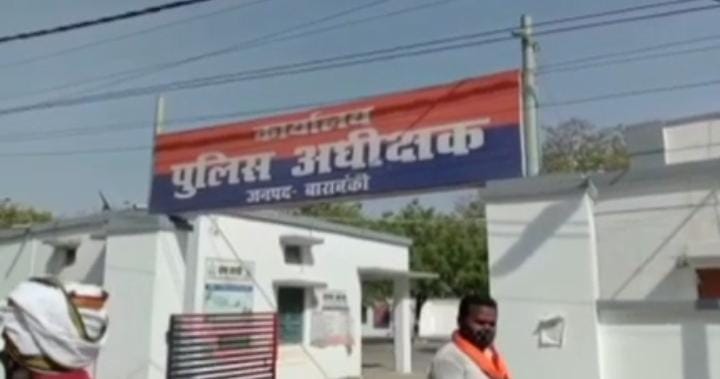 कार्यालय
पुलिस अधीक्षक
जनपद- बाराबंकी